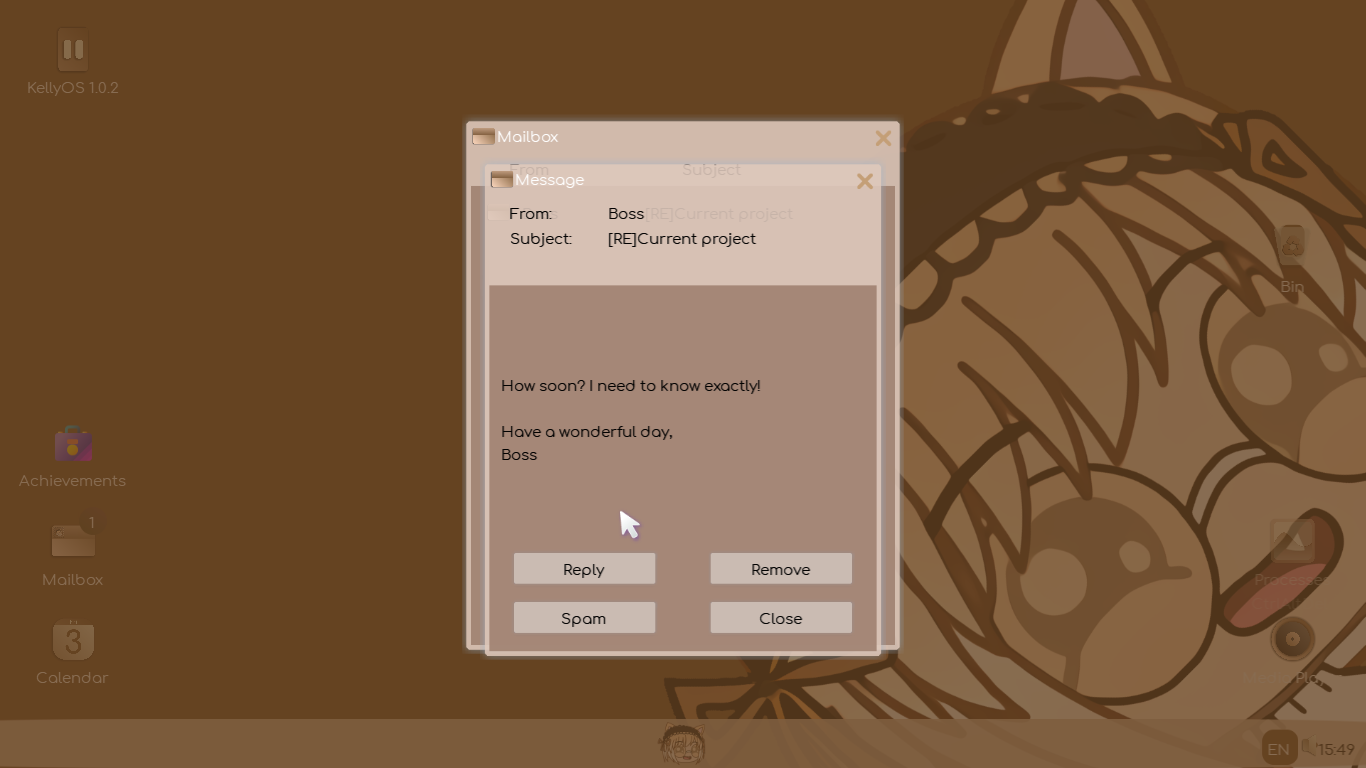 KellyOS 1.0.2
Mailbox
From
Subject
Message
From: Boss
[RE]Current project
Subject: [RE]Current project
Bin
How soon? I need to know exactly!
Have a wonderful day,
Boss
Achievements
1
Mailbox
Reply
Remove
Spam
Close
3
Calendar
EN
15:49